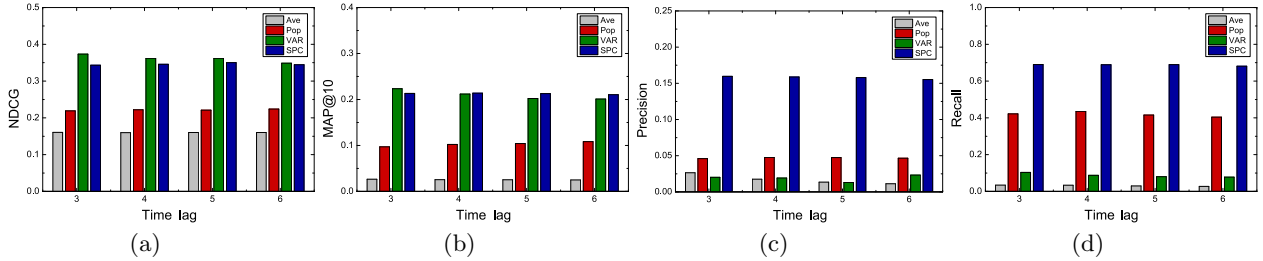 0.5
0.4
0.3
0.2
0.1
0.0
NDCG
Ave
Pop
VAR
SPC
3 4 5 6
Time lag
(a)
0.4
0.3
0.2
0.1
0.0
MAP@10
Ave
Pop
VAR
SPC
3 4 5 6
Time lag
(b)
0.25
0.20
0.15
0.10
0.05
0.00
Precision
Ave
Pop
VAR
SPC
3 4 5 6
Time lag
(c)
1.0
0.8
0.6
0.4
0.2
0.0
Recall
Ave
Pop
VAR
SPC
3 4 5 6
Time lag
(d)